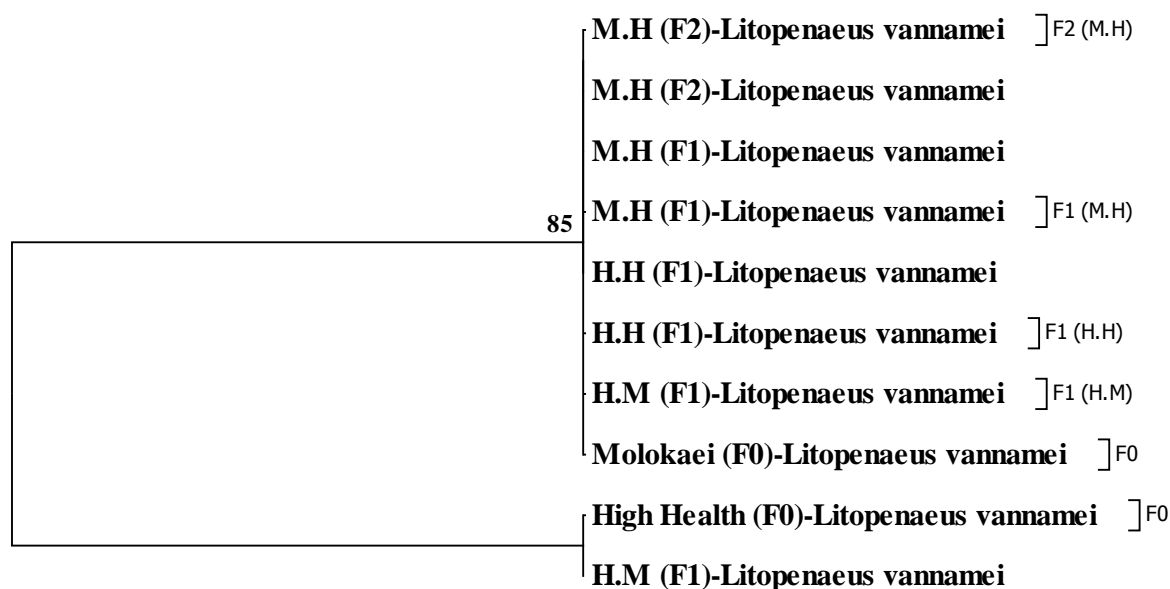 M.H (F2)-Litopenaeus vannamei F2 (M.H)
M.H (F2)-Litopenaeus vannamei
M.H (F1)-Litopenaeus vannamei
M.H (F1)-Litopenaeus vannamei F1 (M.H)
85
H.H (F1)-Litopenaeus vannamei
H.H (F1)-Litopenaeus vannamei F1 (H.H)
H.M (F1)-Litopenaeus vannamei F1 (H.M)
Molokaei (F0)-Litopenaeus vannamei F0
High Health (F0)-Litopenaeus vannamei F0
H.M (F1)-Litopenaeus vannamei